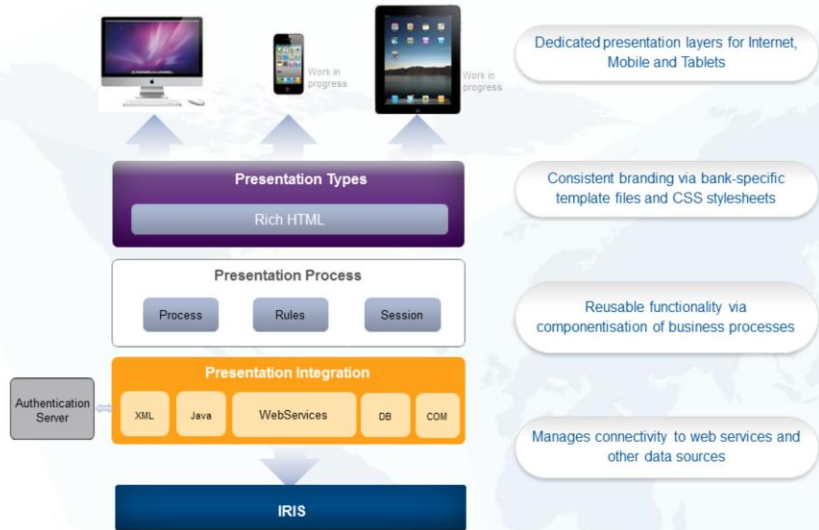 Work in
progress
Work in
progress
Dedicated presentation layers for Internet,
Mobile and Tablets
Presentation Types
Rich HTML
Consistent branding via bank-specific
template files and CSS stylesheets
Presentation Process
Process
Rules
Session
Reusable functionality via
componentisation of business processes
Presentation Integration
Authentication
Server
XML
Java
WebServices
DB
COM
Manages connectivity to web services and
other data sources
IRIS